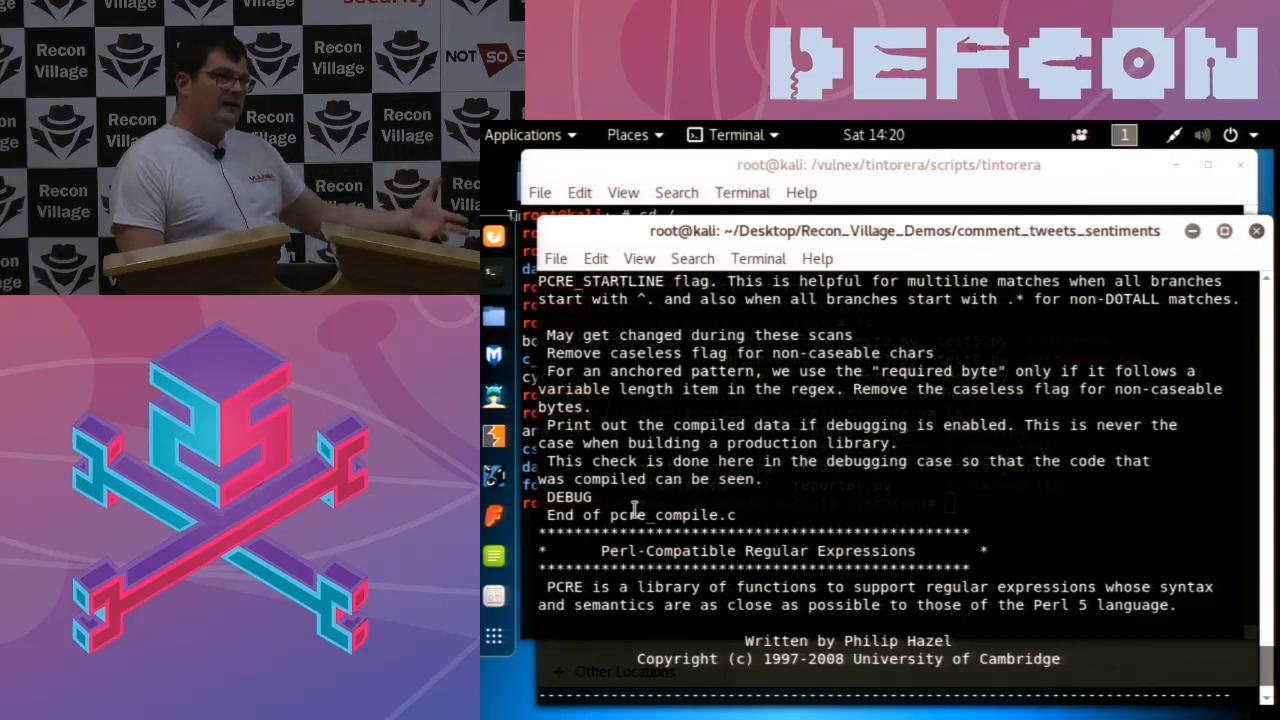 security
Recon
Village
Recon
Village
Recon
Village
NOT SO S
Recon
Village
VULNEX
DEFCON
Applications
Places
Terminal
Sat 14:20
1
root@kali: /vulnex/tintorera/scripts/tintorera
File Edit View Search Terminal Help
root@kali:~# cd /
root@kali: ~/Desktop/Recon_Village_Demos/comment_tweets_sentiments
File Edit View Search Terminal Help
PCRE_STARTLINE flag. This is helpful for multiline matches when all branches
start with ^. and also when all branches start with .* for non-DOTALL matches.
May get changed during these scans
Remove caseless flag for non-caseable chars
For an anchored pattern, we use the "required byte" only if it follows a
variable length item in the regex. Remove the caseless flag for non-caseable
bytes.
Print out the compiled data if debugging is enabled. This is never the
case when building a production library.
This check is done here in the debugging case so that the code that
was compiled can be seen.
DEBUG
End of pcre_compile.c
************************************************
* Perl-Compatible Regular Expressions *
************************************************
PCRE is a library of functions to support regular expressions whose syntax
and semantics are as close as possible to those of the Perl 5 language.
Written by Philip Hazel
Copyright (c) 1997-2008 University of Cambridge
Other Locations
-----------------------------------------------------------------------------